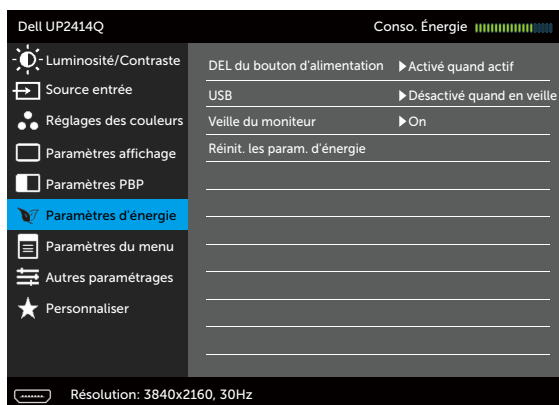 Dell UP2414Q Conso. Énergie
Luminosité/Contraste
Source entrée
Réglages des couleurs
Paramètres affichage
Paramètres PBP
Paramètres d'énergie
Paramètres du menu
Autres paramétrages
Personnaliser
DEL du bouton d'alimentation Activé quand actif
USB Désactivé quand en veille
Veille du moniteur On
Réinit. les param. d'énergie
Résolution: 3840x2160, 30Hz